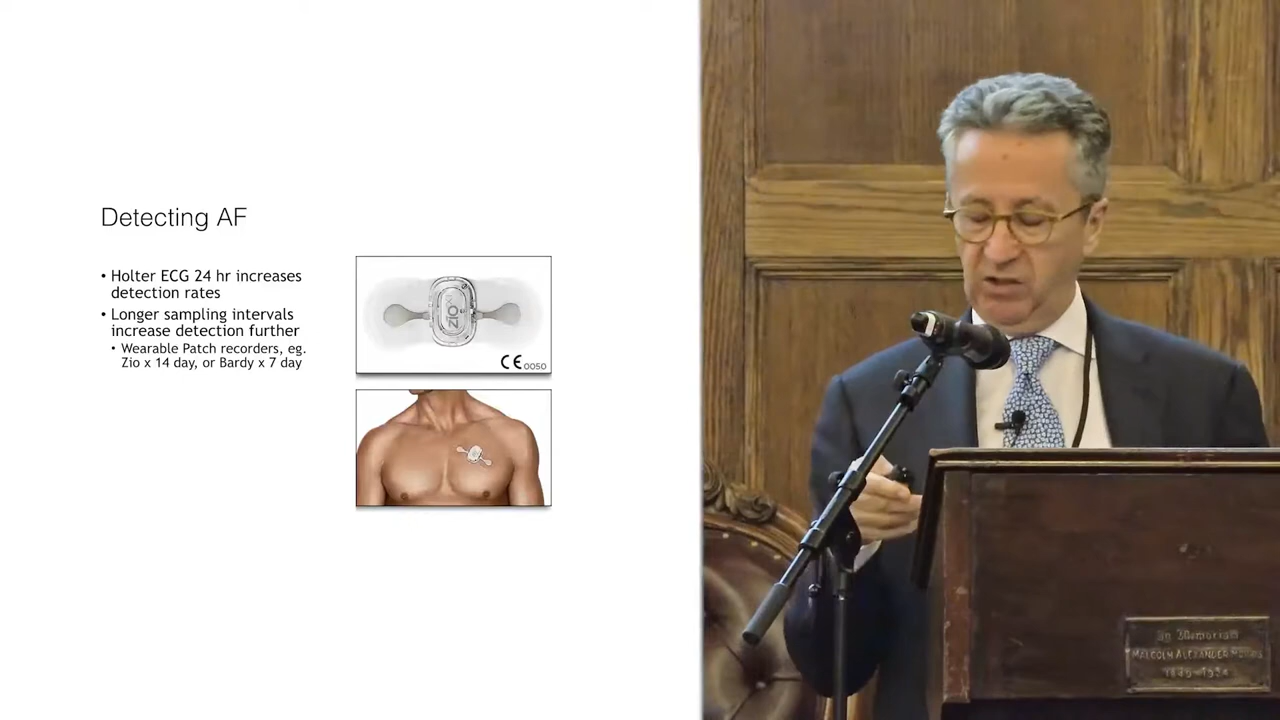 Detecting AF
• Holter ECG 24 hr increases
detection rates
• Longer sampling intervals
increase detection further
• Wearable Patch recorders, eg.
Zio x 14 day, or Bardy x 7 day
ZIO
CE 0050
In Memoriam
MALCOLM ALEXANDER